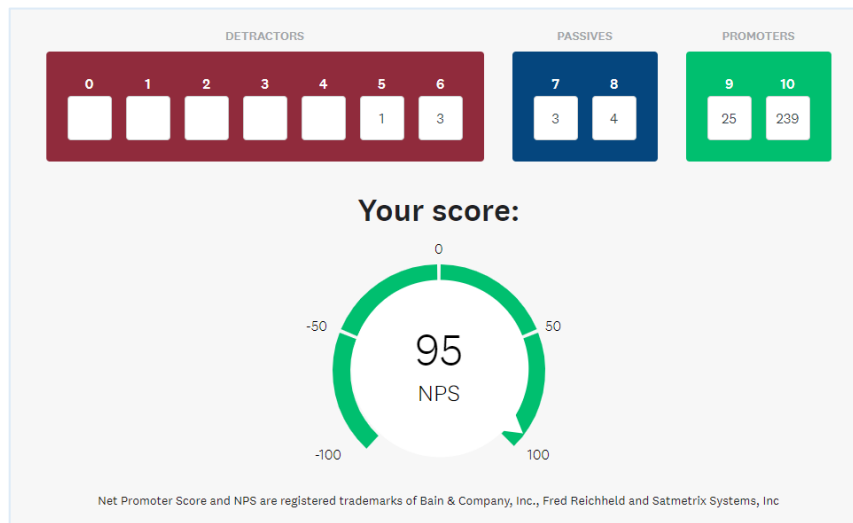 DETRACTORS PASSIVES PROMOTERS
0 1 2 3 4 5 6 7 8 9 10
1 3 3 4 25 239
Your score:
0
-50 50
95
NPS
-100 100
Net Promoter Score and NPS are registered trademarks of Bain & Company, Inc., Fred Reichheld and Satmetrix Systems, Inc